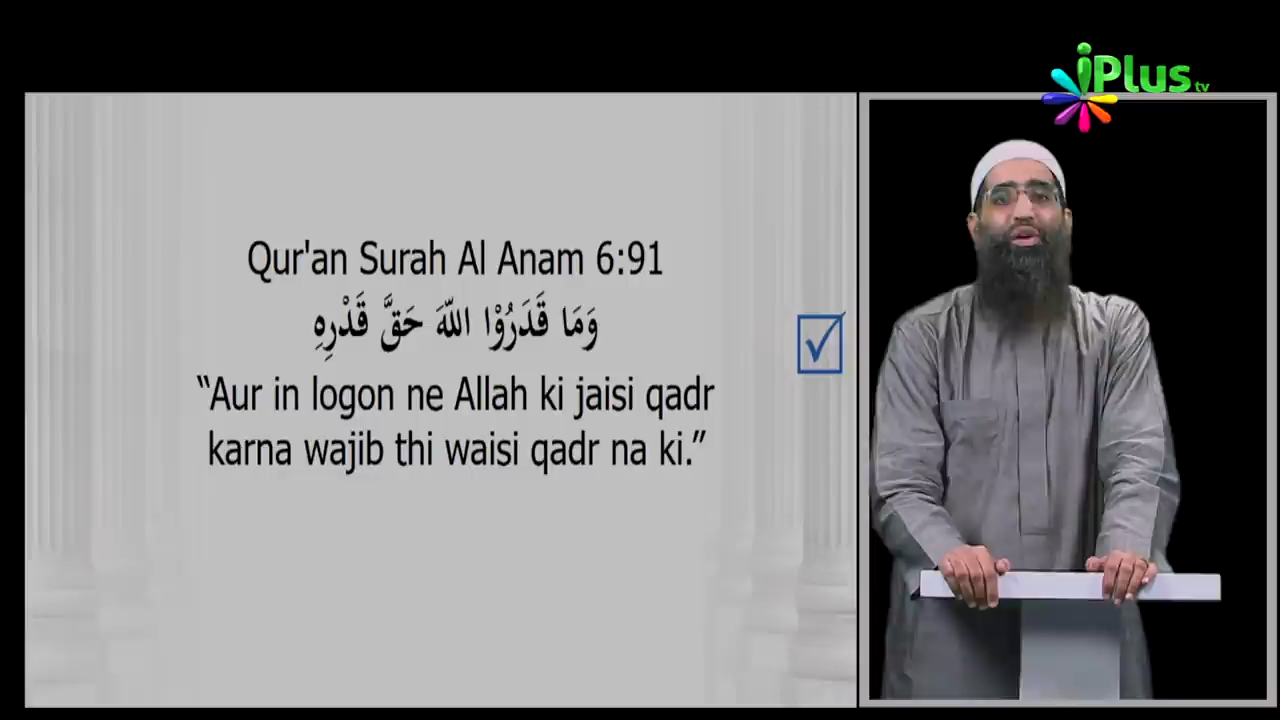 iPlus tv
Qur'an Surah Al Anam 6:91
وَمَا قَدَرُوْا اللّٰهَ حَقَّ قَدْرِهِ
“Aur in logon ne Allah ki jaisi qadr
karna wajib thi waisi qadr na ki.”